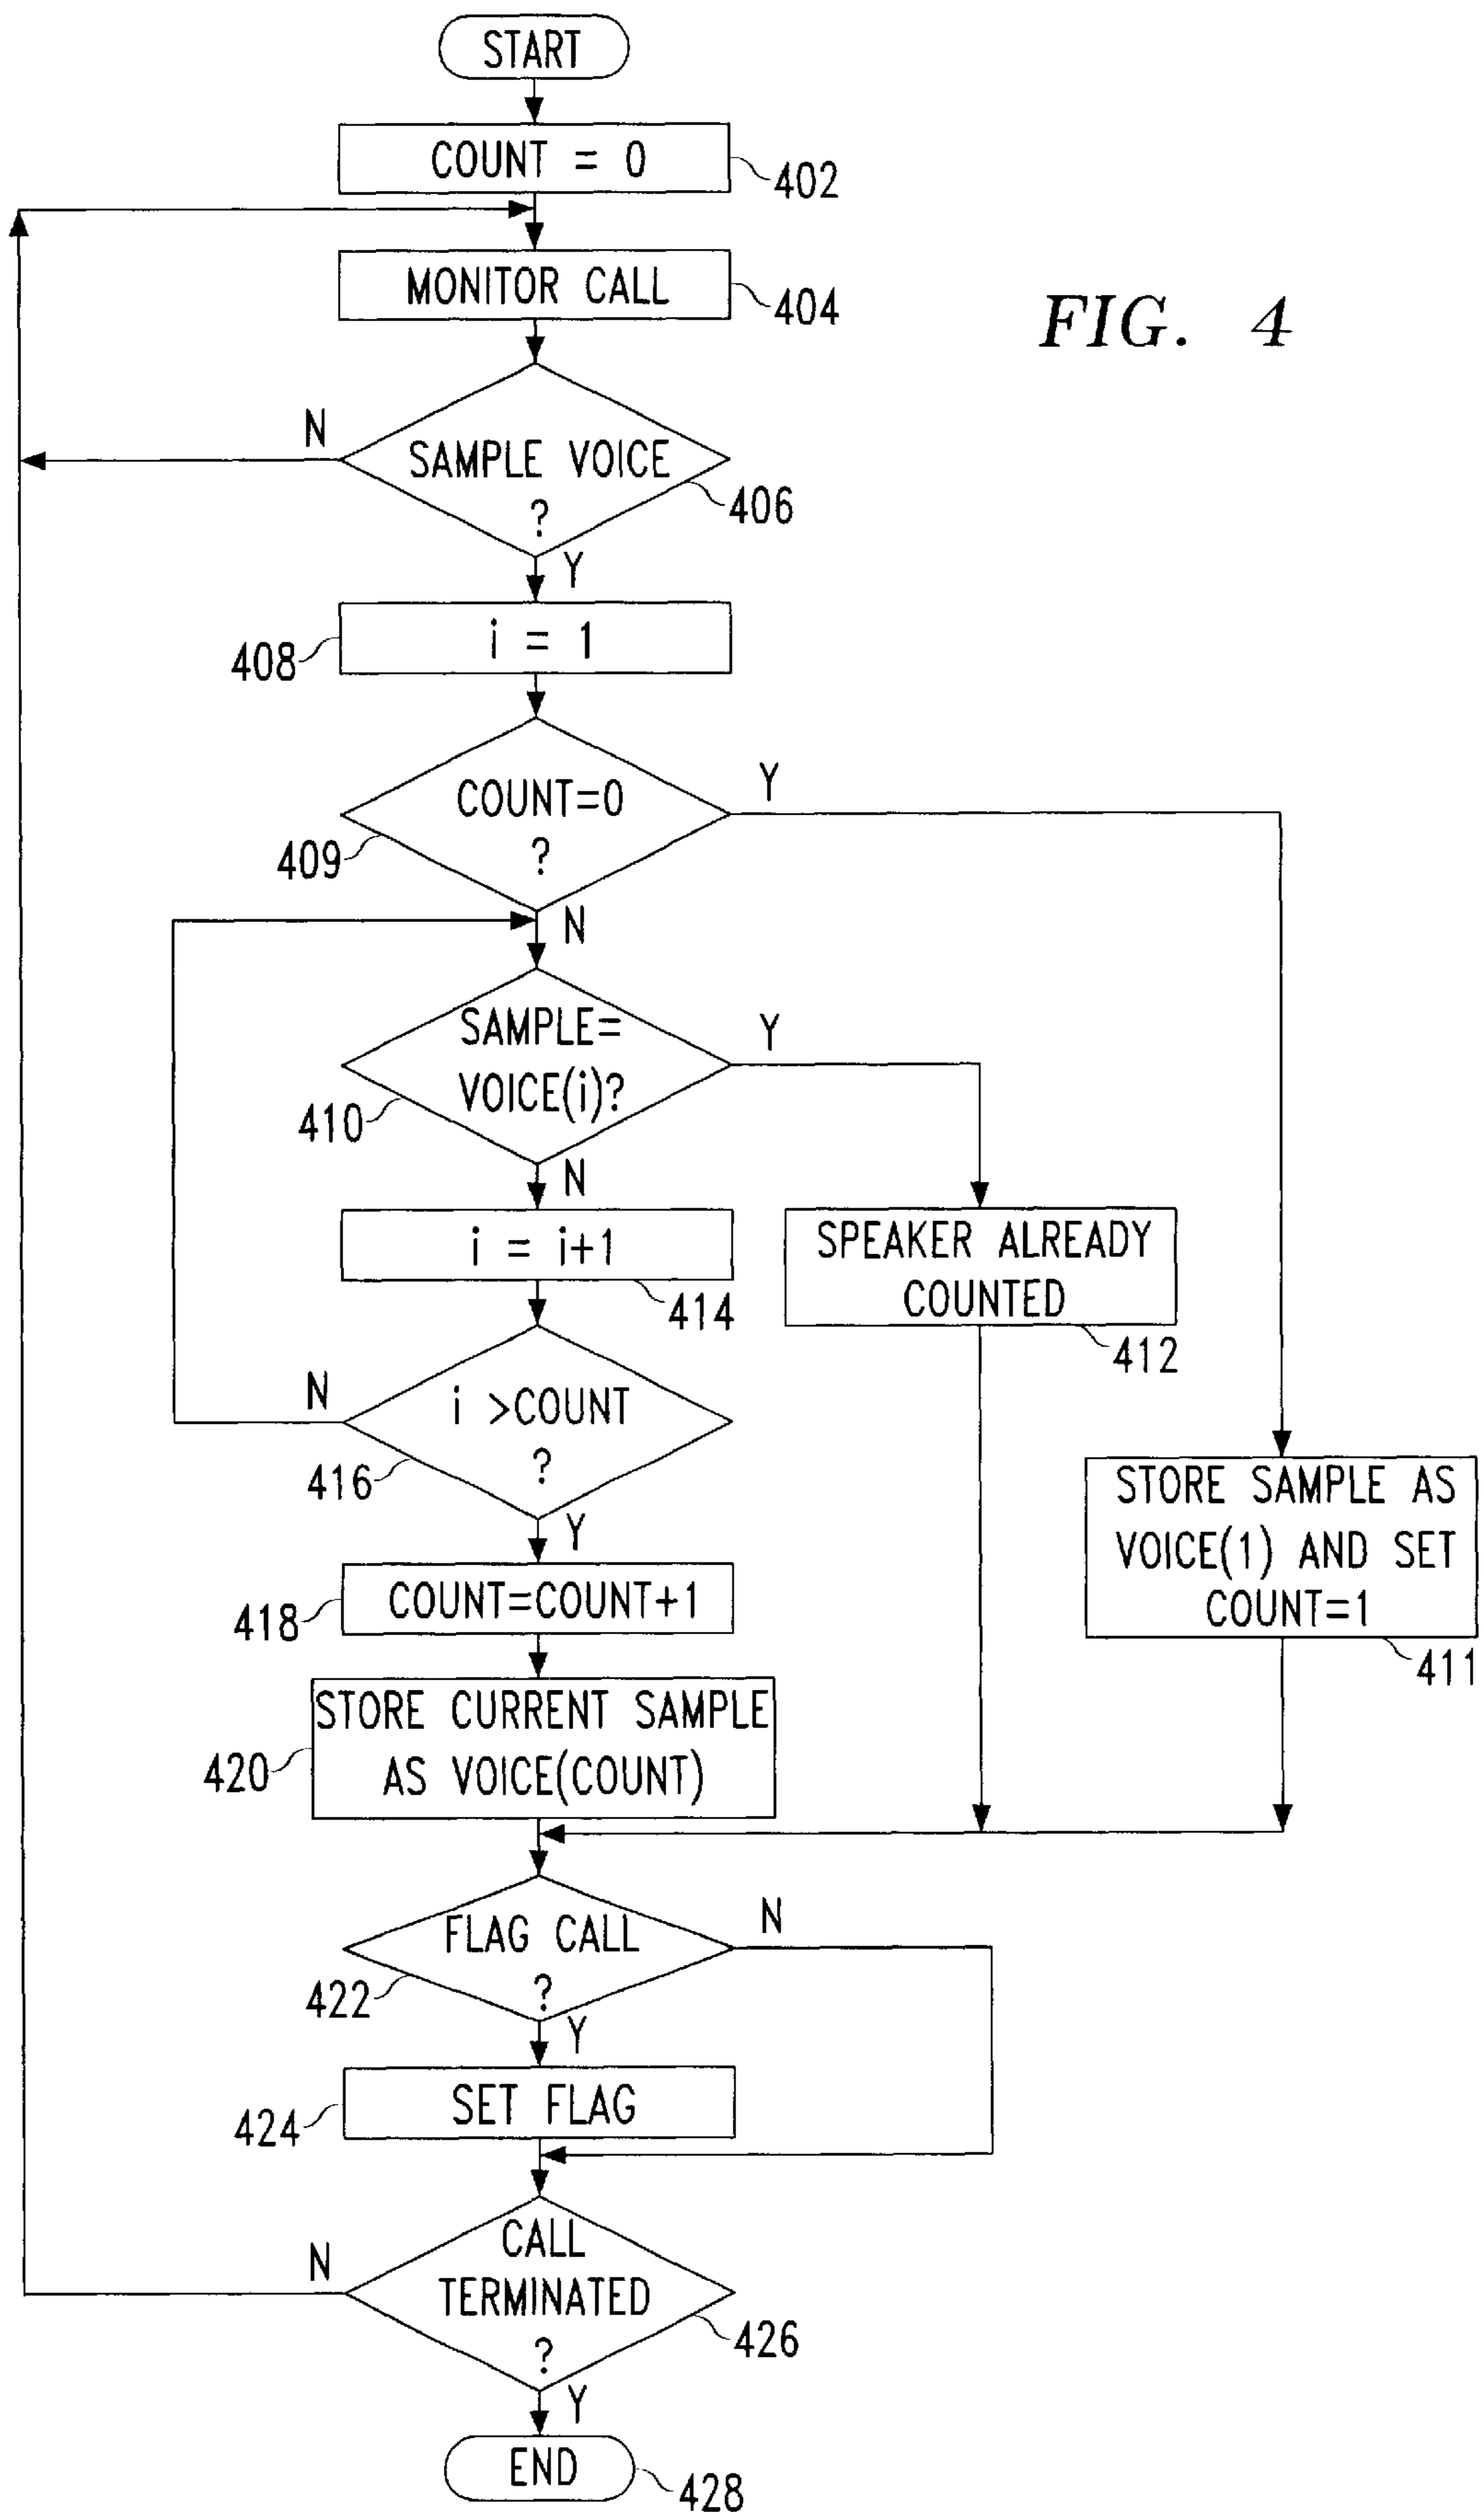 START
COUNT = 0
402
MONITOR CALL
404
FIG. 4
N
SAMPLE VOICE
?
406
Y
i = 1
408
COUNT=0
?
Y
409
N
SAMPLE=
VOICE(i)?
Y
410
N
i = i+1
414
SPEAKER ALREADY
COUNTED
412
N
i >COUNT
?
416
Y
STORE SAMPLE AS
VOICE(1) AND SET
COUNT=1
411
COUNT=COUNT+1
418
STORE CURRENT SAMPLE
AS VOICE(COUNT)
420
FLAG CALL
?
N
422
Y
SET FLAG
424
N
CALL
TERMINATED
?
426
Y
END
428